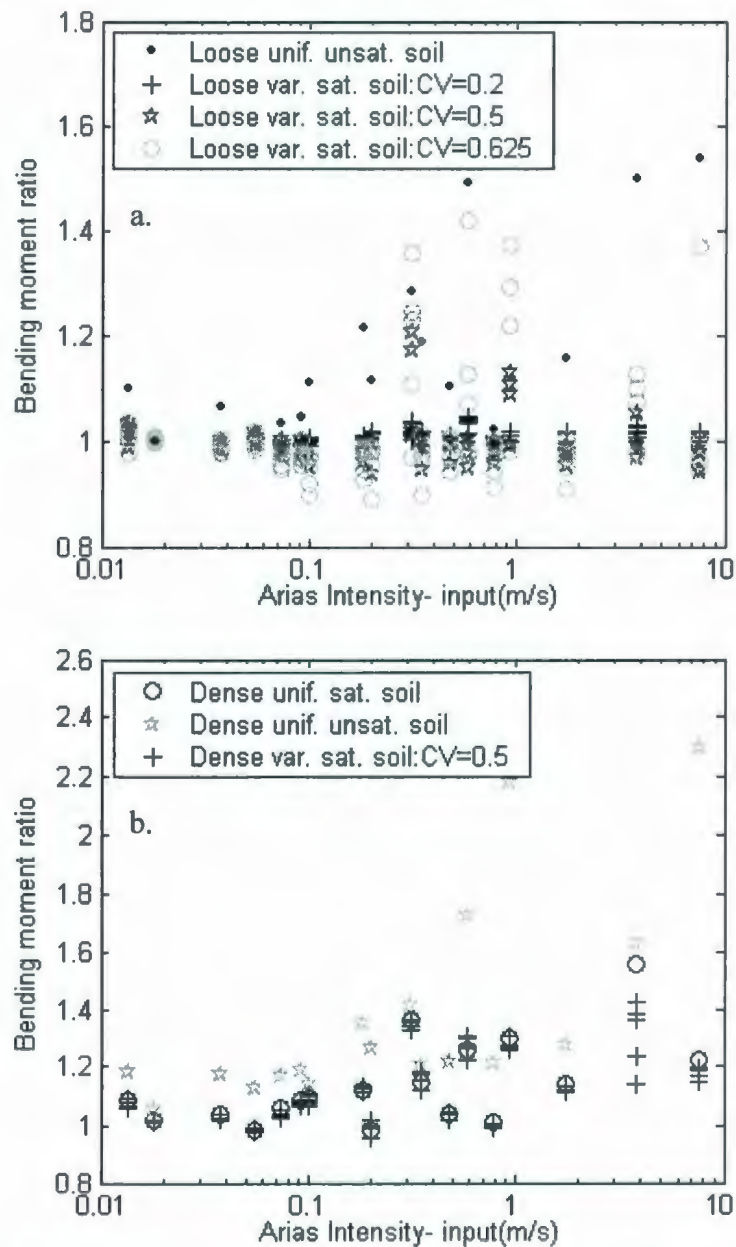 1.8
Loose unif. unsat. soil
Loose var. sat. soil:CV=0.2
1.6
Loose var. sat. soil:CV=0.5
Loose var. sat. soil:CV=0.625
a.
1.4
1.2
1
0.8
Bending moment ratio
0.01
0.1
1
10
Arias Intensity- input(m/s)
2.6
Dense unif. sat. soil
2.4
Dense unif. unsat. soil
Dense var. sat. soil:CV=0.5
2.2
2
b.
1.8
1.6
1.4
1.2
1
0.8
Bending moment ratio
0.01
0.1
1
10
Arias Intensity- input(m/s)